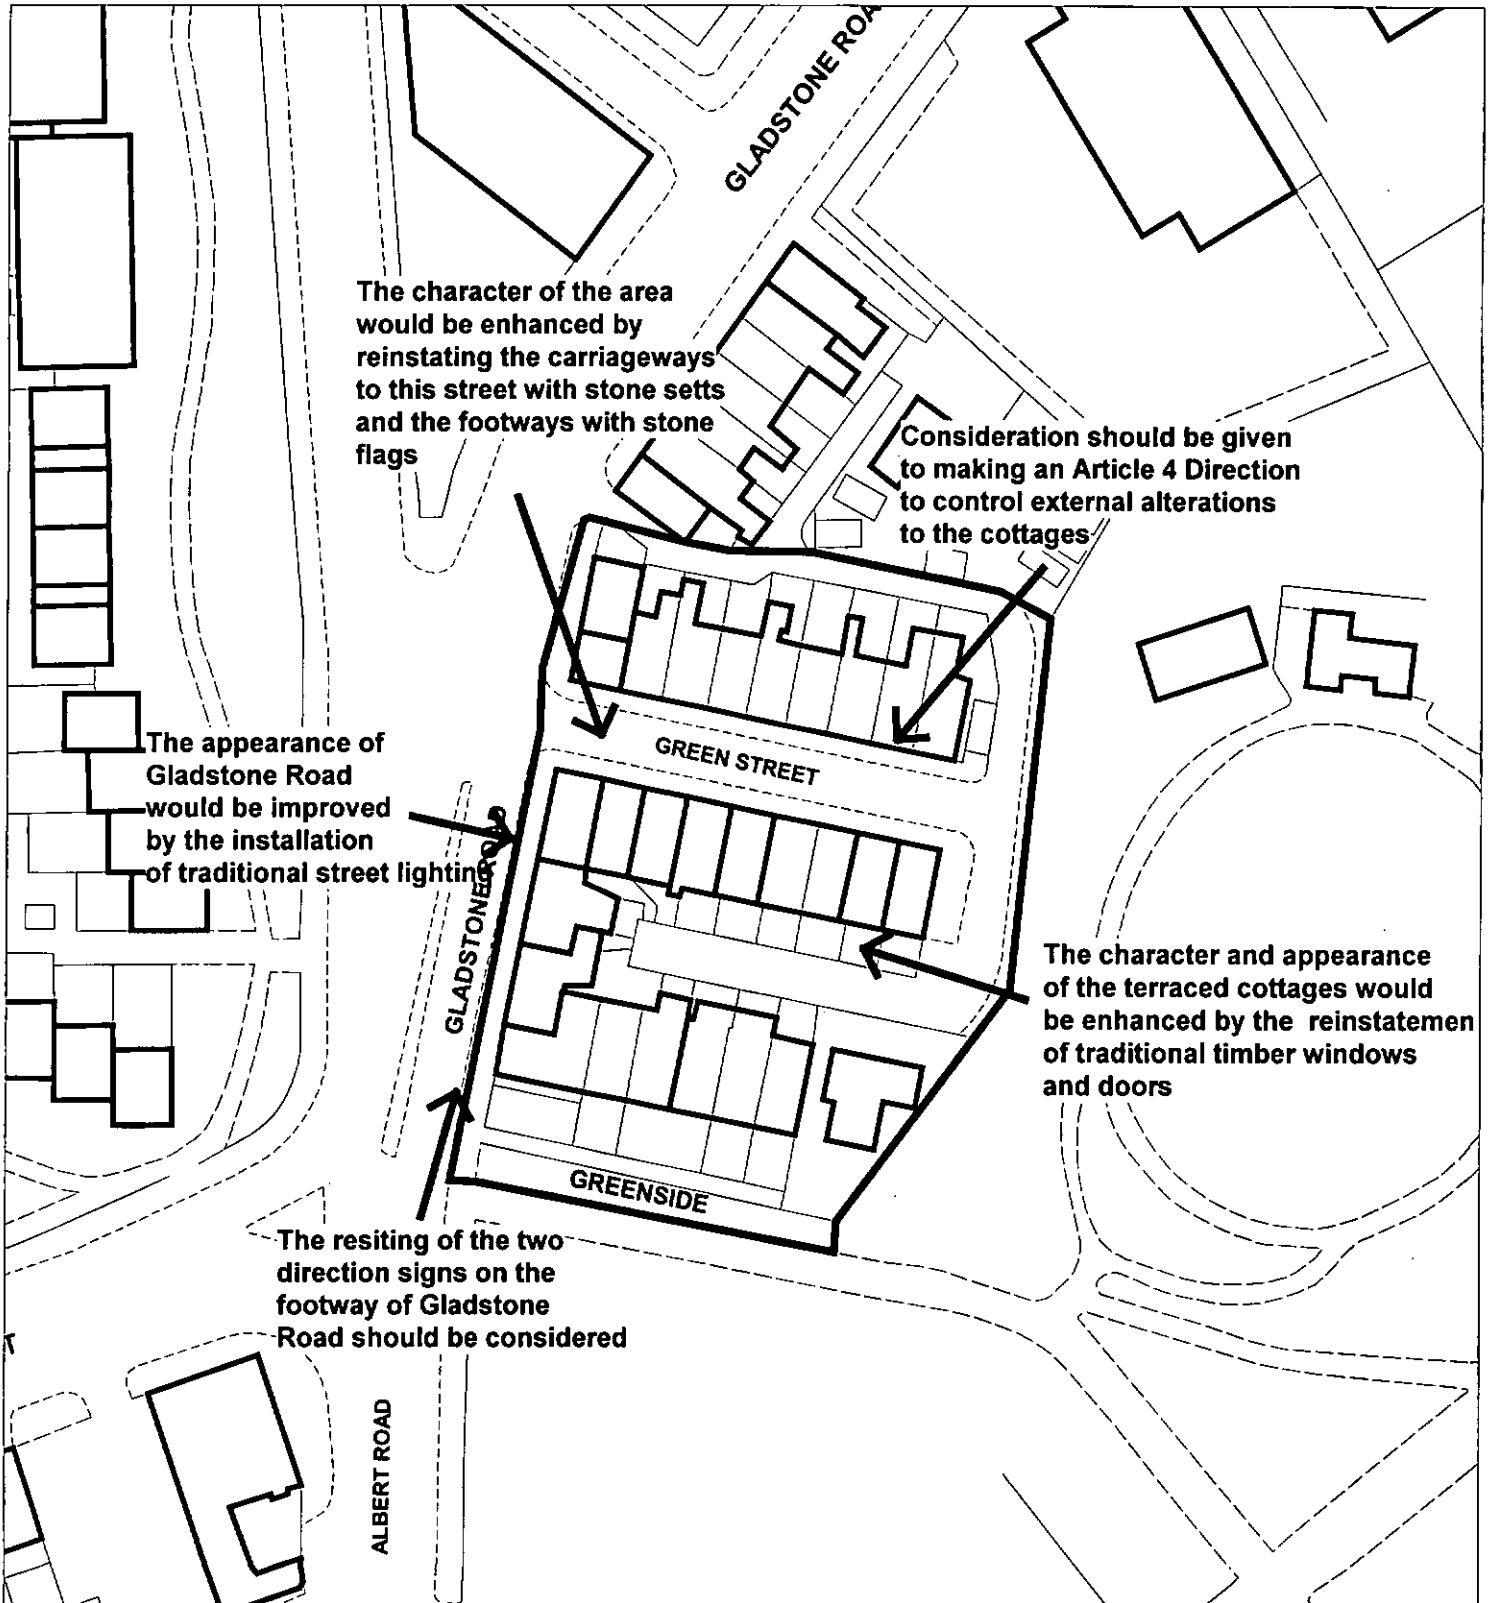 GLADSTONE ROA
The character of the area
would be enhanced by
reinstating the carriageways
to this street with stone setts
and the footways with stone
flags
Consideration should be given
to making an Article 4 Direction
to control external alterations
to the cottages
The appearance of
Gladstone Road
would be improved
by the installation
of traditional street lighting
GREEN STREET
GLADSTONE ROAD
The character and appearance
of the terraced cottages would
be enhanced by the reinstatemen
of traditional timber windows
and doors
GREENSIDE
The resiting of the two
direction signs on the
footway of Gladstone
Road should be considered
T
ALBERT ROAD